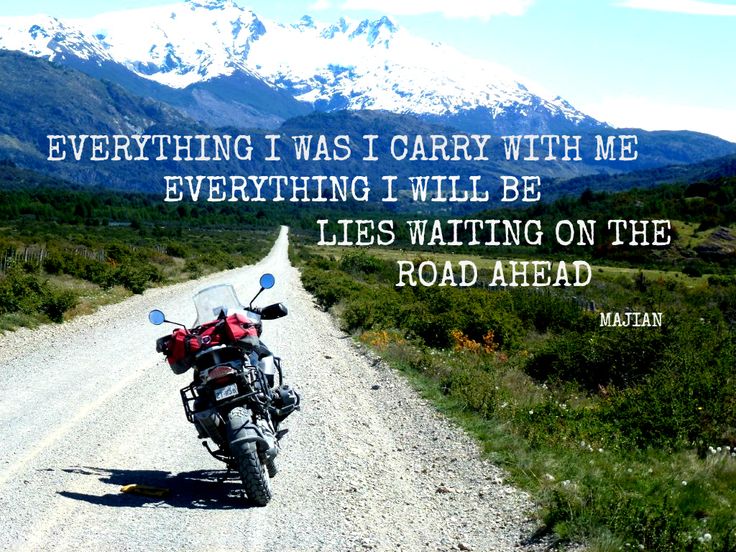 EVERYTHING I WAS I CARRY WITH ME
EVERYTHING I WILL BE
LIES WAITING ON THE
ROAD AHEAD
MAJIAN